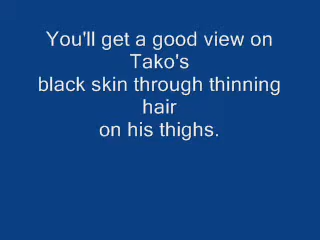 You'll get a good view on
Tako's
black skin through thinning
hair
on his thighs.